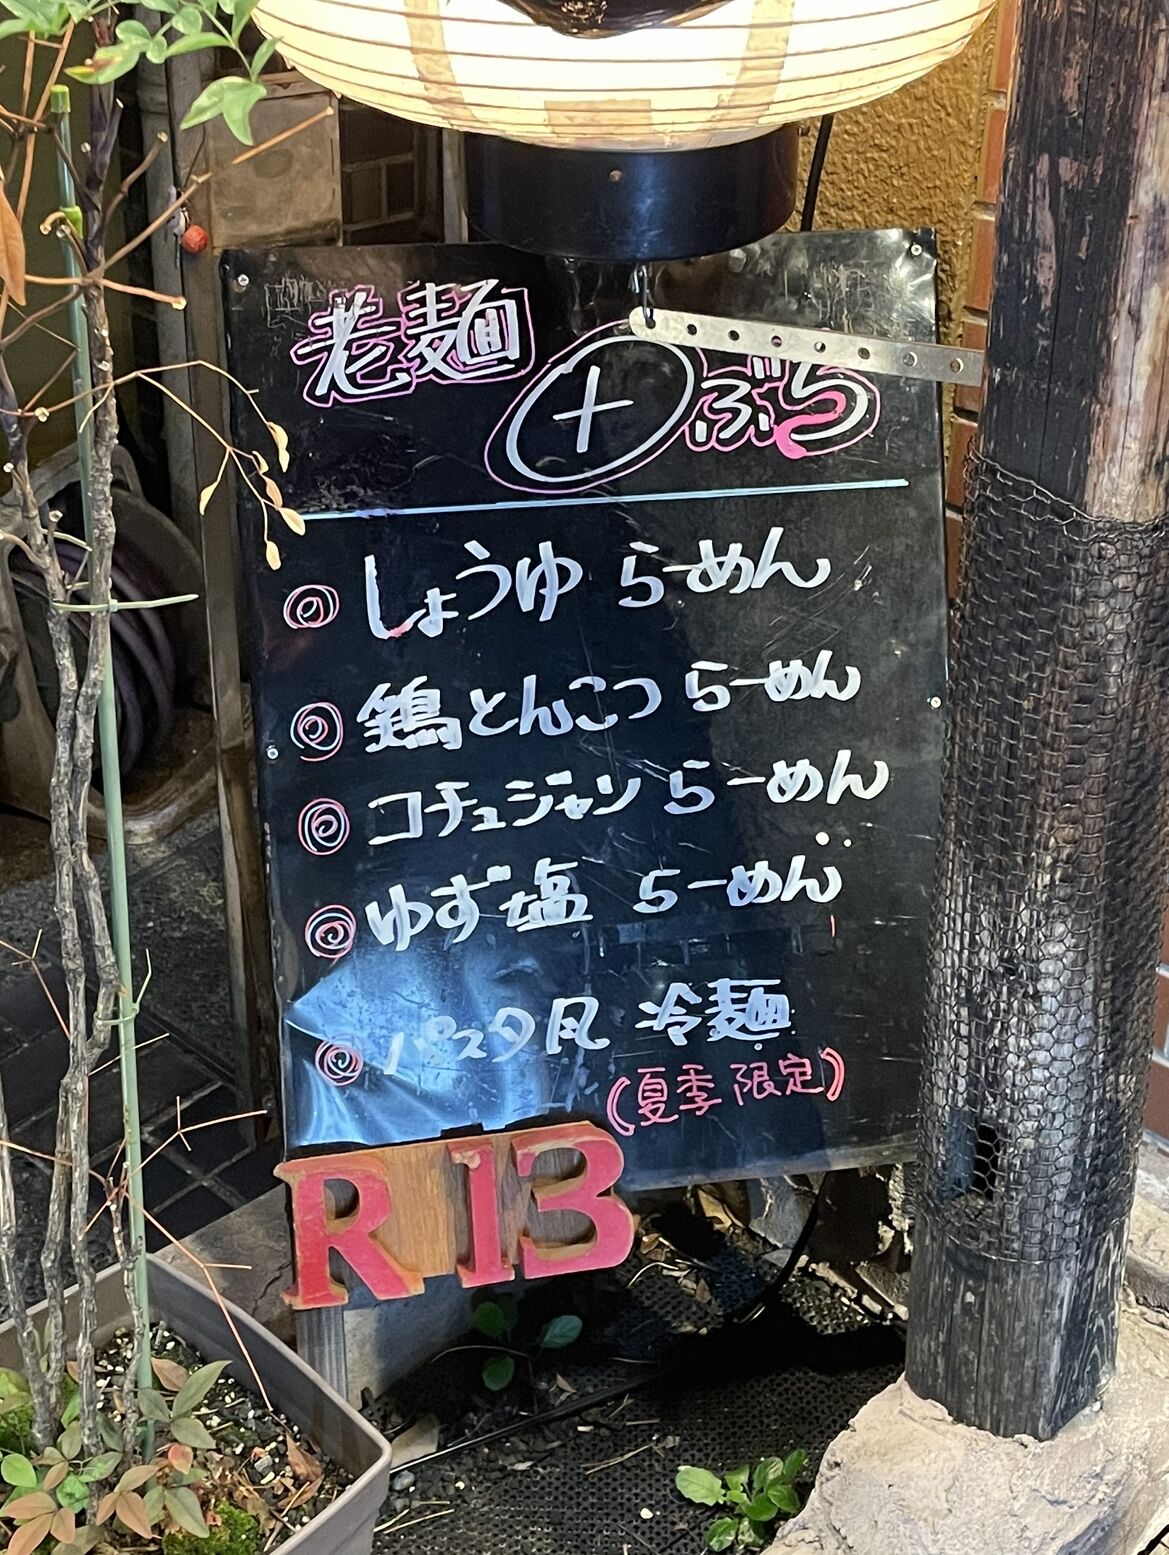 老麺
＋ぶち
しょうゆ らーめん
鶏とんこつ らーめん
コチュジャン らーめん
ゆず塩 らーめん
パスタ風 冷麺
(夏季限定)
R 13